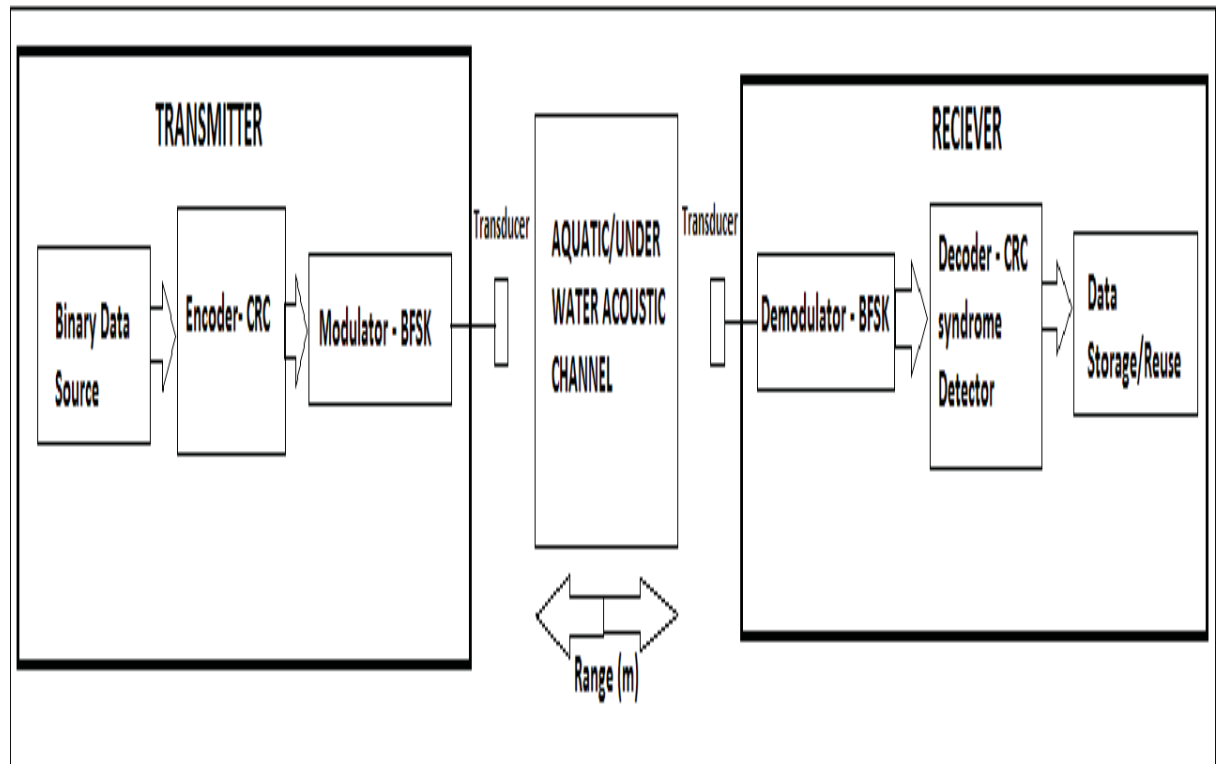 TRANSMITTER
Binary Data
Source
Encoder- CRC
Modulator - BFSK
Transducer
AQUATIC/UNDER
WATER ACOUSTIC
CHANNEL
Range (m)
Transducer
RECIEVER
Demodulator - BFSK
Decoder - CRC
syndrome
Detector
Data
Storage/Reuse